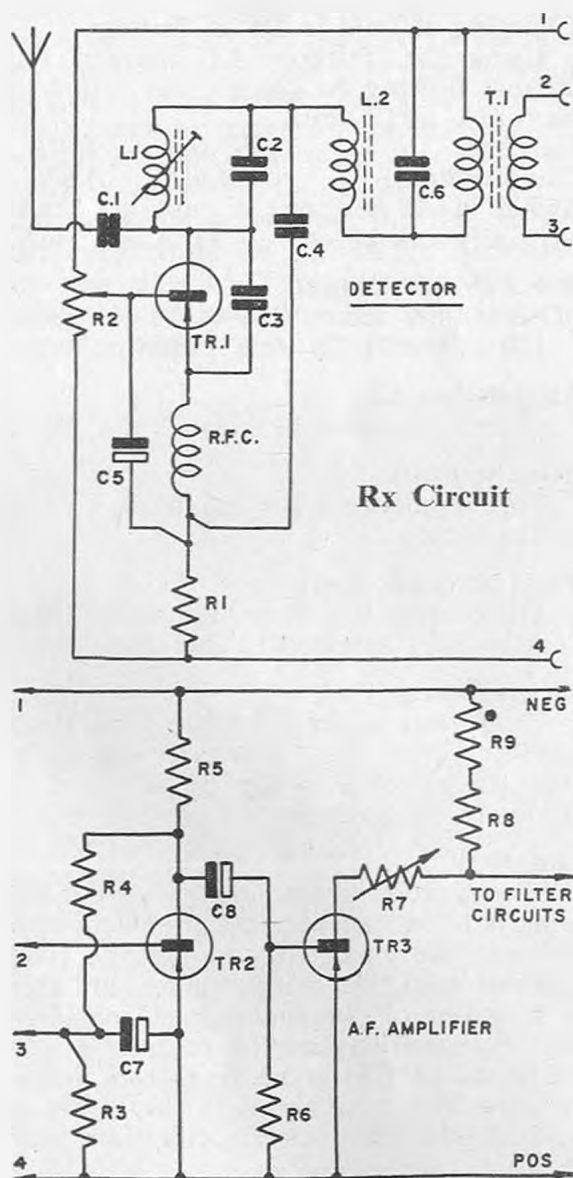 1
L.2
T.1
2
L1
C2
C.6
C.1
C.4
3
DETECTOR
R2
TR.1
C3
R.F.C.
C5
Rx Circuit
R1
4
1
NEG
R5
R9
R8
R4
C8
R7
TO FILTER
CIRCUITS
2
TR2
TR3
3
C7
A.F. AMPLIFIER
R3
R6
4
POS